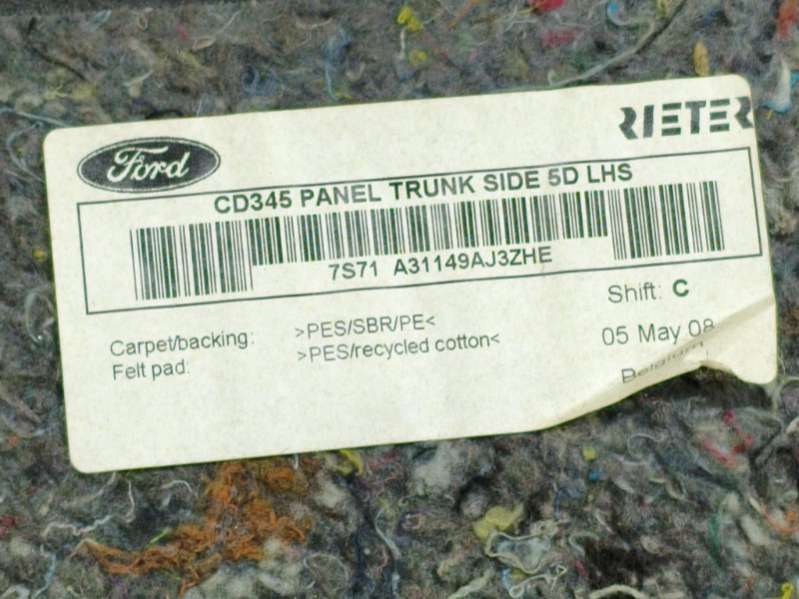 Ford
RIETER
CD345 PANEL TRUNK SIDE 5D LHS
7S71 A31149AJ3ZHE
Shift: C
Carpet/backing: >PES/SBR/PE<
Felt pad: >PES/recycled cotton<
05 May 08
Belgium